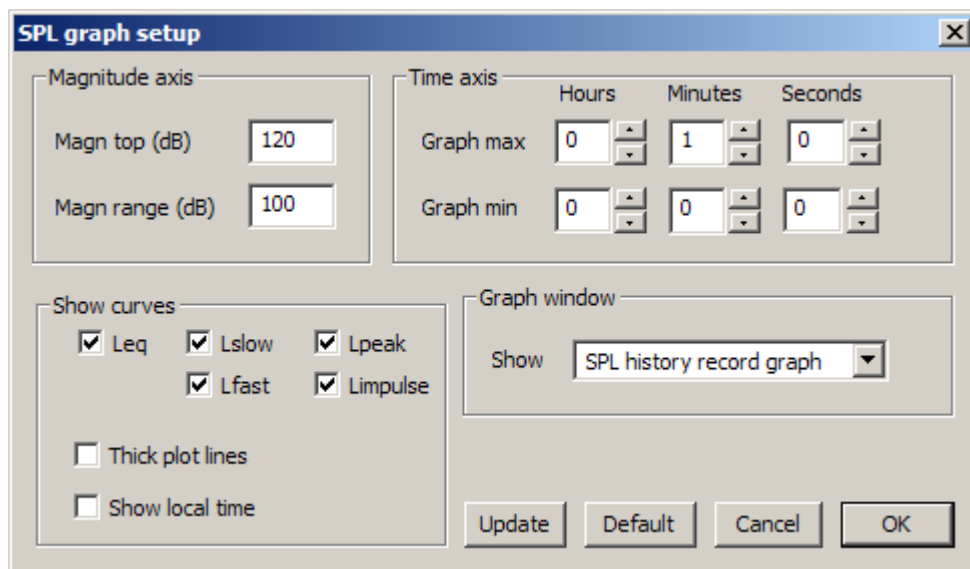 SPL graph setup
Magnitude axis
Magn top (dB) 120
Magn range (dB) 100
Time axis
Hours Minutes Seconds
Graph max 0 1 0
Graph min 0 0 0
Show curves
Leq Lslow Lpeak
Lfast Limpulse
Thick plot lines
Show local time
Graph window
Show SPL history record graph
Update Default Cancel OK